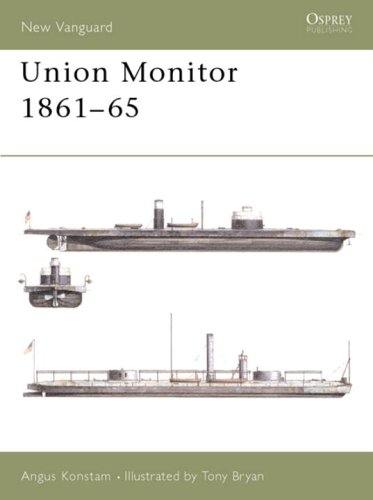 New Vanguard
OSPREY
PUBLISHING
Union Monitor
1861–65
Angus Konstam • Illustrated by Tony Bryan